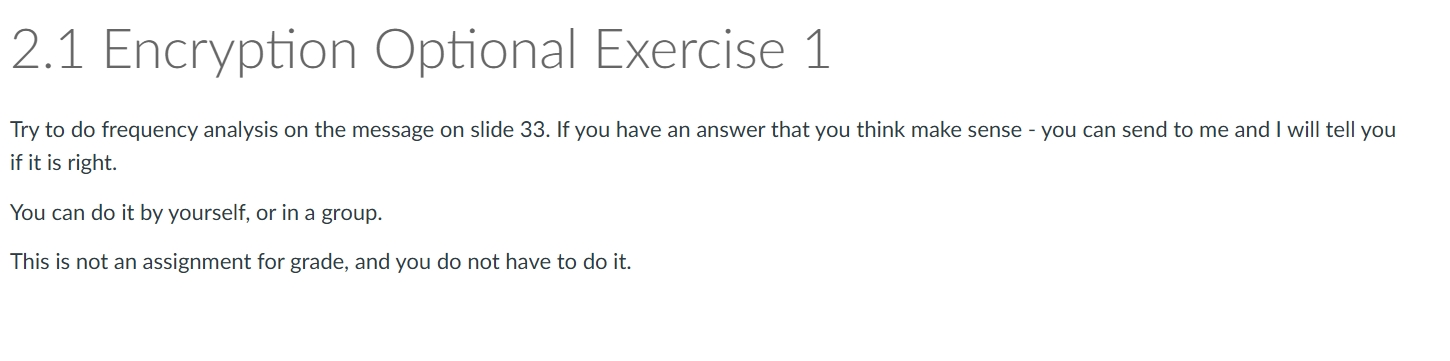 2.1 Encryption Optional Exercise 1
Try to do frequency analysis on the message on slide 33. If you have an answer that you think make sense - you can send to me and I will tell you
if it is right.
You can do it by yourself, or in a group.
This is not an assignment for grade, and you do not have to do it.